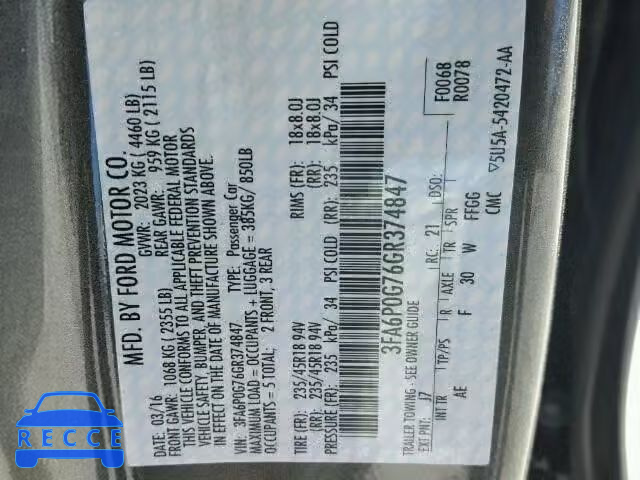 MFD. BY FORD MOTOR CO.
DATE: 03/16 GVWR: 2023 KG ( 4460 LB)
FRONT GAWR: 1068 KG ( 2355 LB) REAR GAWR: 959 KG ( 2115 LB)
THIS VEHICLE CONFORMS TO ALL APPLICABLE FEDERAL MOTOR
VEHICLE SAFETY, BUMPER, AND THEFT PREVENTION STANDARDS
IN EFFECT ON THE DATE OF MANUFACTURE SHOWN ABOVE.
VIN: 3FA6P0G76GR374847 TYPE: Passenger Car
MAXIMUM LOAD = OCCUPANTS + LUGGAGE = 385KG/ 850LB
OCCUPANTS = 5 TOTAL: 2 FRONT, 3 REAR
TIRE (FR): 235/45R18 94V RIMS (FR): 18x8.0J
(RR): 235/45R18 94V (RR): 18x8.0J
PRESSURE (FR): 235 kPa/ 34 PSI COLD (RR): 235 kPa/ 34 PSI COLD
3FA6P0G76GR374847
TRAILER TOWING - SEE OWNER GUIDE
F0068
R0078
EXT PNT: 17 RC: 21 DSO:
INT TR TP/PS R AXLE TR SPR
AE F 30 W FFGG
CMC ▽5U5A-5420472-AA
RECCE